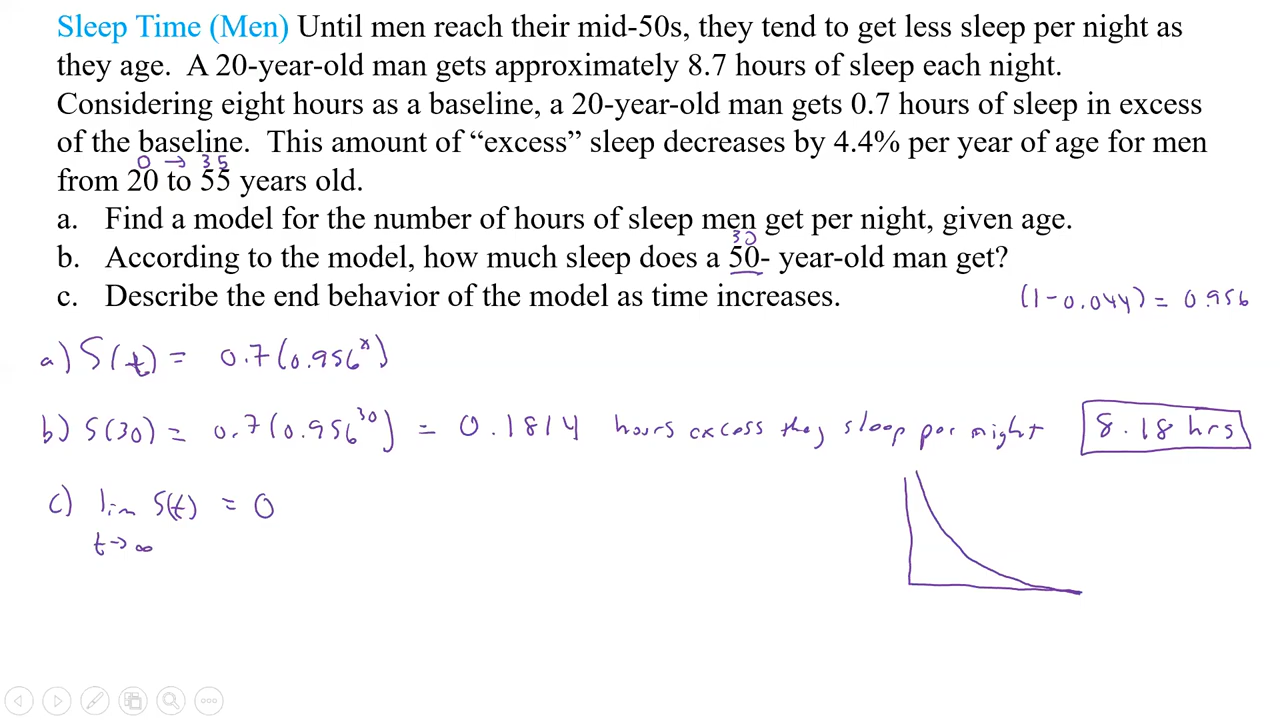 Sleep Time (Men) Until men reach their mid-50s, they tend to get less sleep per night as
they age. A 20-year-old man gets approximately 8.7 hours of sleep each night.
Considering eight hours as a baseline, a 20-year-old man gets 0.7 hours of sleep in excess
of the baseline. This amount of “excess” sleep decreases by 4.4% per year of age for men
0 → 35
from 20 to 55 years old.
a. Find a model for the number of hours of sleep men get per night, given age.
30
b. According to the model, how much sleep does a 50- year-old man get?
c. Describe the end behavior of the model as time increases.
(1-0.044) = 0.956
a) S(t) = 0.7(0.956^x)
b) S(30) = 0.7(0.956^30) = 0.1814 hours excess they sleep per night 8.18 hrs
c) lim S(t) = 0
t→∞